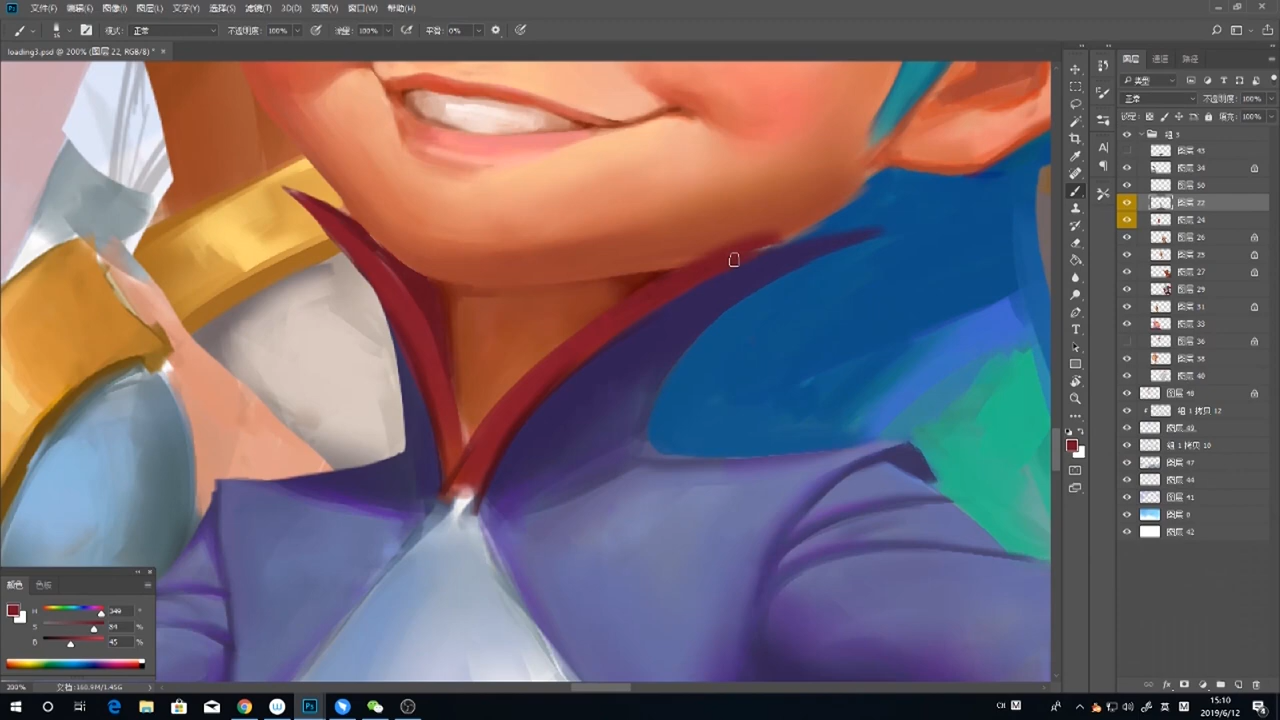 文件(F) 编辑(E) 图像(I) 图层(L) 文字(Y) 选择(S) 滤镜(T) 3D(D) 视图(V) 窗口(W) 帮助(H)
模式: 正常 不透明度: 100% 流量: 100% 平滑: 0%
loading3.psd @ 200% (图层 22, RGB/8) *
图层 通道 路径
类型
正常 不透明度: 100%
锁定: 填充: 100%
组 5
图层 43
图层 34
图层 50
图层 22
图层 24
图层 26
图层 25
图层 27
图层 29
图层 31
图层 33
图层 36
图层 38
图层 40
图层 48
组 1 拷贝 12
图层 49
组 1 拷贝 10
图层 47
图层 44
图层 41
图层 0
图层 42
颜色 色板
H 349 °
S 84 %
B 45 %
200% 文档:160.9M/1.45G
CH M 英 M
15:10
2019/6/12